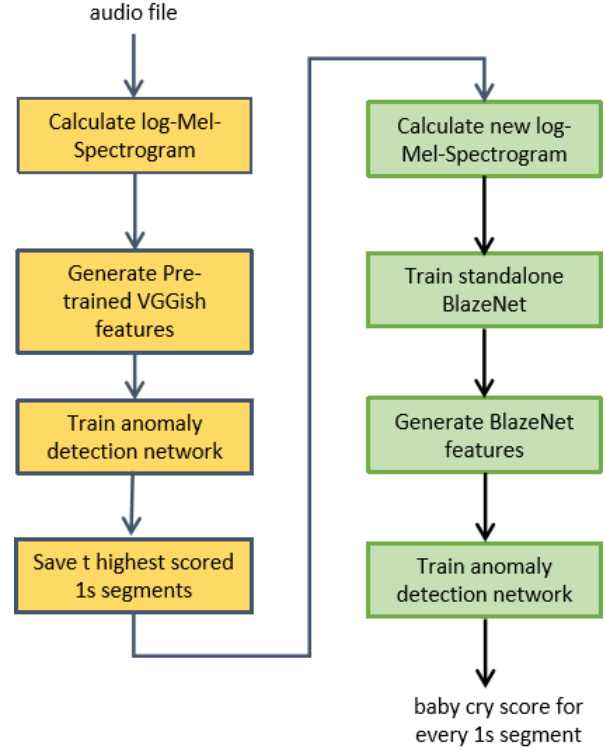 audio file
Calculate log-Mel-
Spectrogram
Generate Pre-
trained VGGish
features
Train anomaly
detection network
Save t highest scored
1s segments
Calculate new log-
Mel-Spectrogram
Train standalone
BlazeNet
Generate BlazeNet
features
Train anomaly
detection network
baby cry score for
every 1s segment